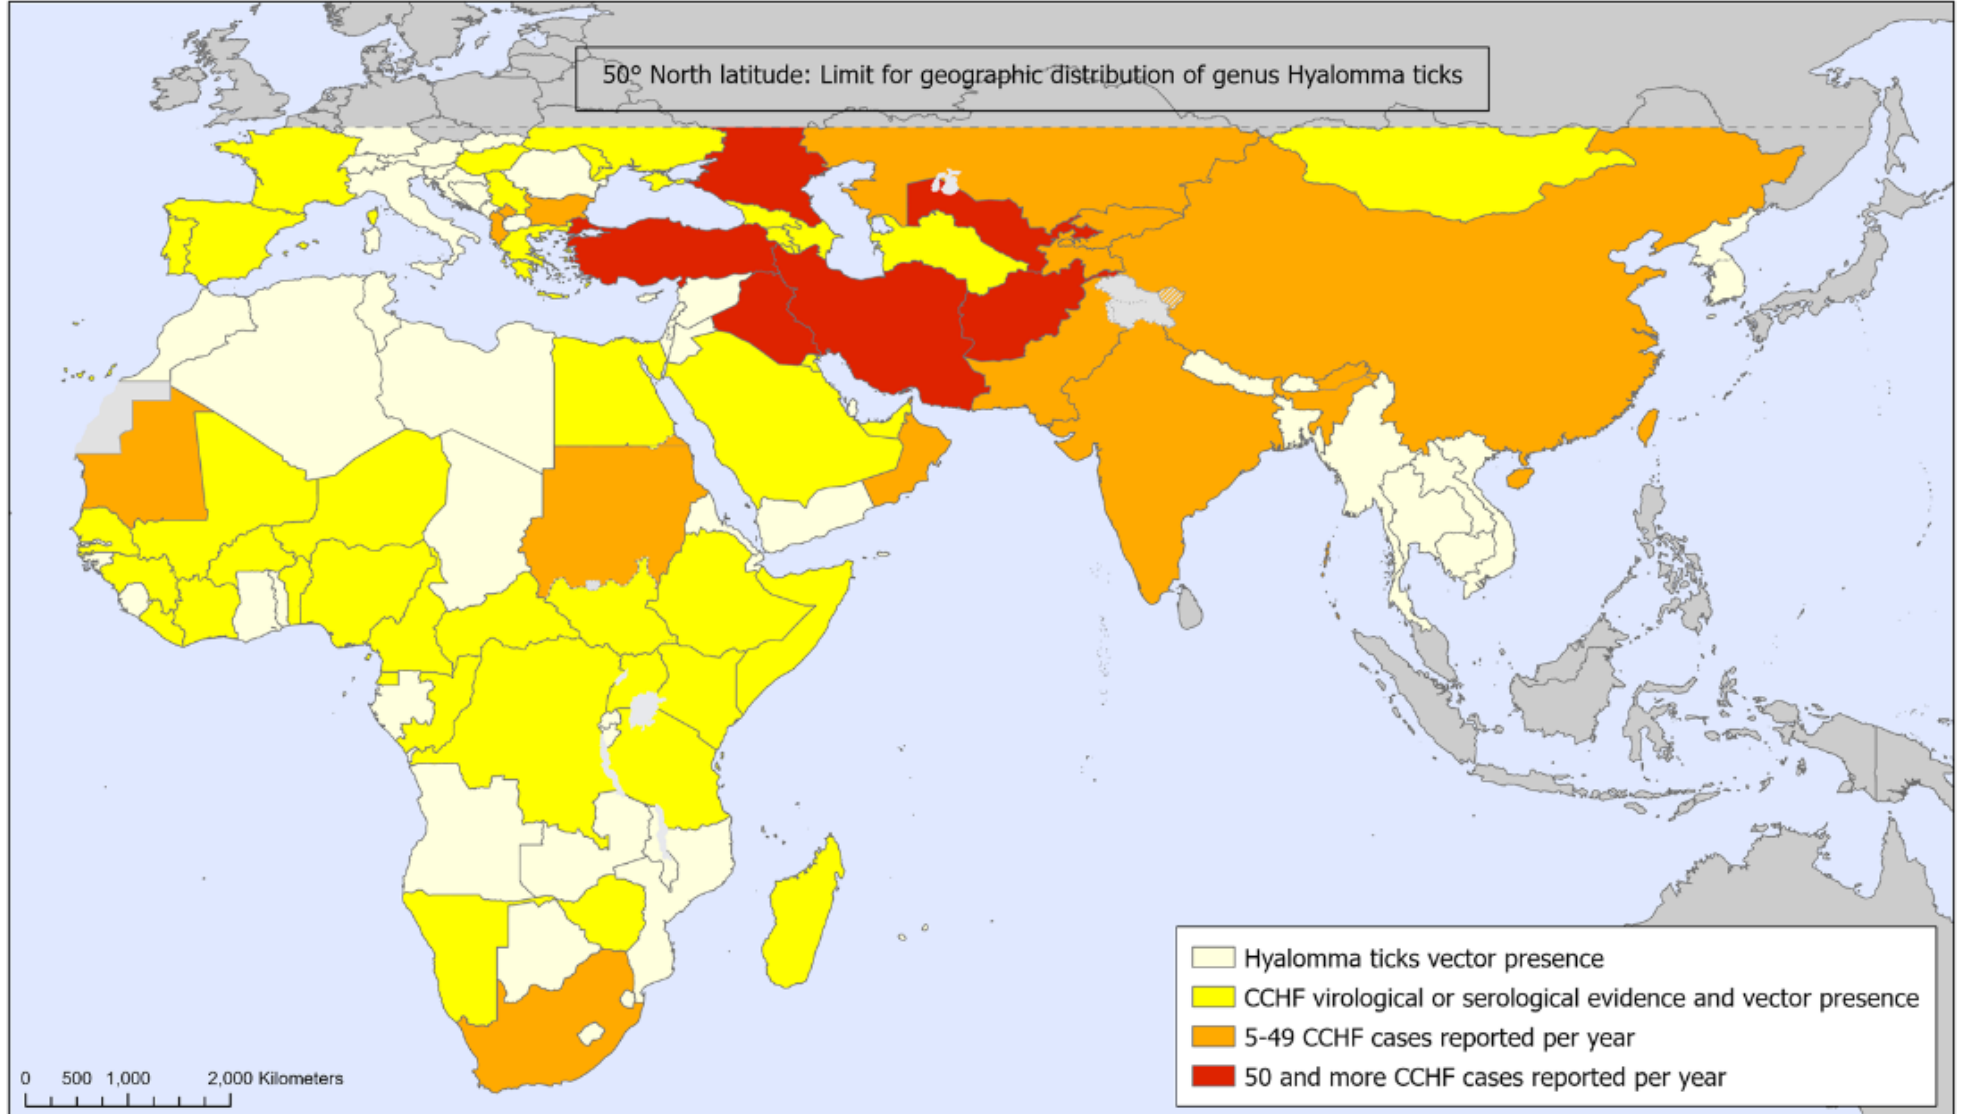 50° North latitude: Limit for geographic distribution of genus Hyalomma ticks
Hyalomma ticks vector presence
CCHF virological or serological evidence and vector presence
5-49 CCHF cases reported per year
50 and more CCHF cases reported per year
0 500 1,000 2,000 Kilometers